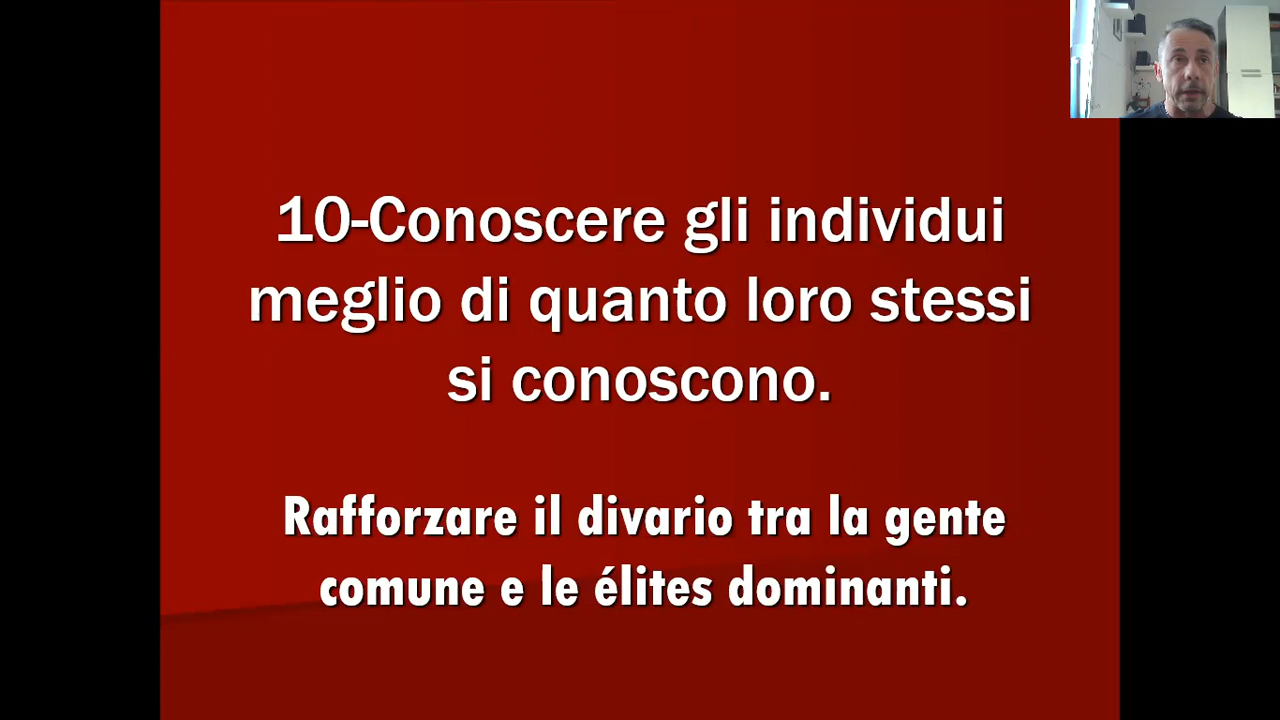 10-Conoscere gli individui
meglio di quanto loro stessi
si conoscono.
Rafforzare il divario tra la gente
comune e le élites dominanti.